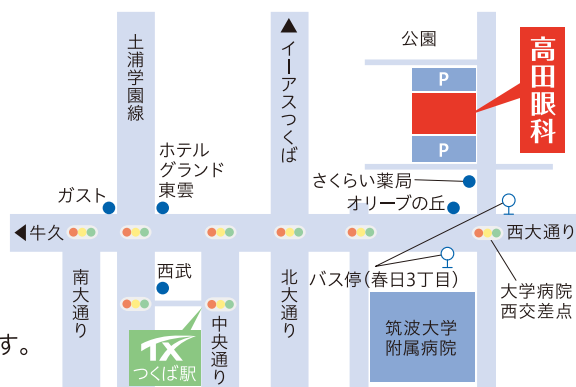 土浦学園線
▲イーアスつくば
公園
P
高田眼科
P
ホテル
グランド
東雲
さくらい薬局
ガスト
オリーブの丘
◀牛久
西大通り
西武
南大通り
北大通り
バス停(春日3丁目)
大学病院
西交差点
中央通り
筑波大学
附属病院
す。
TX
つくば駅